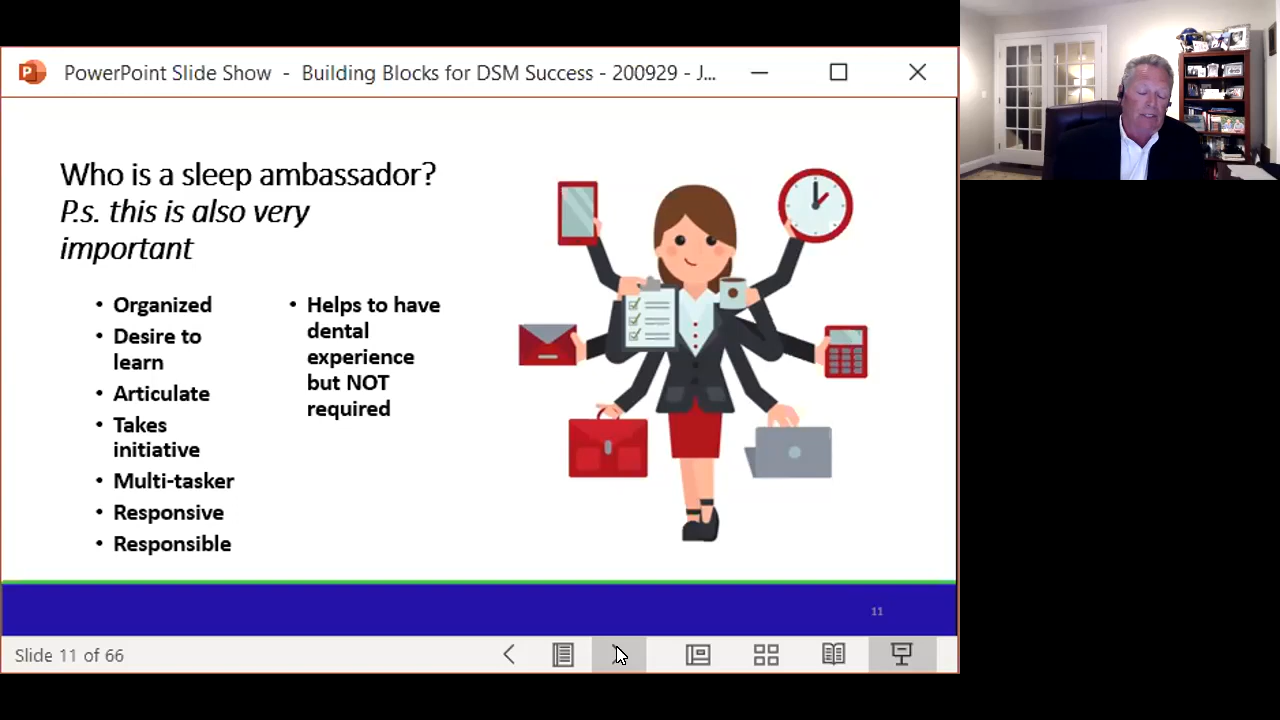 PowerPoint Slide Show - Building Blocks for DSM Success - 200929 - J...
Who is a sleep ambassador?
P.s. this is also very
important
• Organized
• Desire to
learn
• Articulate
• Takes
initiative
• Multi-tasker
• Responsive
• Responsible
• Helps to have
dental
experience
but NOT
required
11
Slide 11 of 66